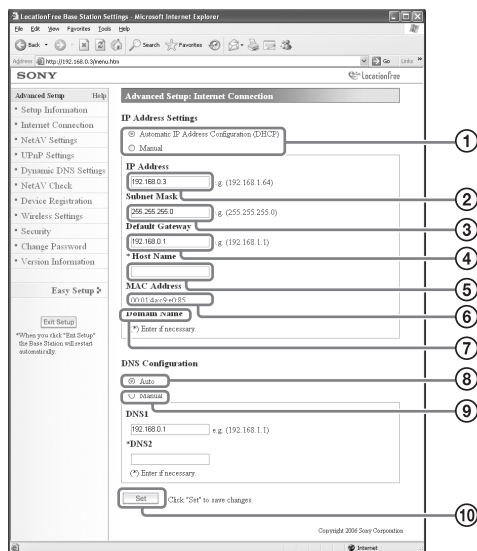 LocationFree Base Station Settings - Microsoft Internet Explorer
File Edit View Favorites Tools Help
Back Search Favorites
Address http://192.168.0.3/menu.htm Go Links
SONY LocationFree
Advanced Setup Help
Setup Information
Internet Connection
NetAV Settings
UPnP Settings
Dynamic DNS Settings
NetAV Check
Device Registration
Wireless Settings
Security
Change Password
Version Information
Easy Setup
Exit Setup
*When you click "Exit Setup"
the Base Station will restart
automatically.
Advanced Setup: Internet Connection
IP Address Settings
Automatic IP Address Configuration (DHCP)
Manual
1
IP Address
192.168.0.3 e.g. (192.168.1.64)
2
Subnet Mask
255.255.255.0 e.g. (255.255.255.0)
3
Default Gateway
192.168.0.1 e.g. (192.168.1.1)
4
* Host Name
5
MAC Address
00:01:4a:c9:e0:85
6
Domain Name
7
(*) Enter if necessary.
DNS Configuration
Auto
8
Manual
9
DNS1
192.168.0.1 e.g. (192.168.1.1)
*DNS2
(*) Enter if necessary.
Set Click "Set" to save changes.
10
Copyright 2006 Sony Corporation
Internet